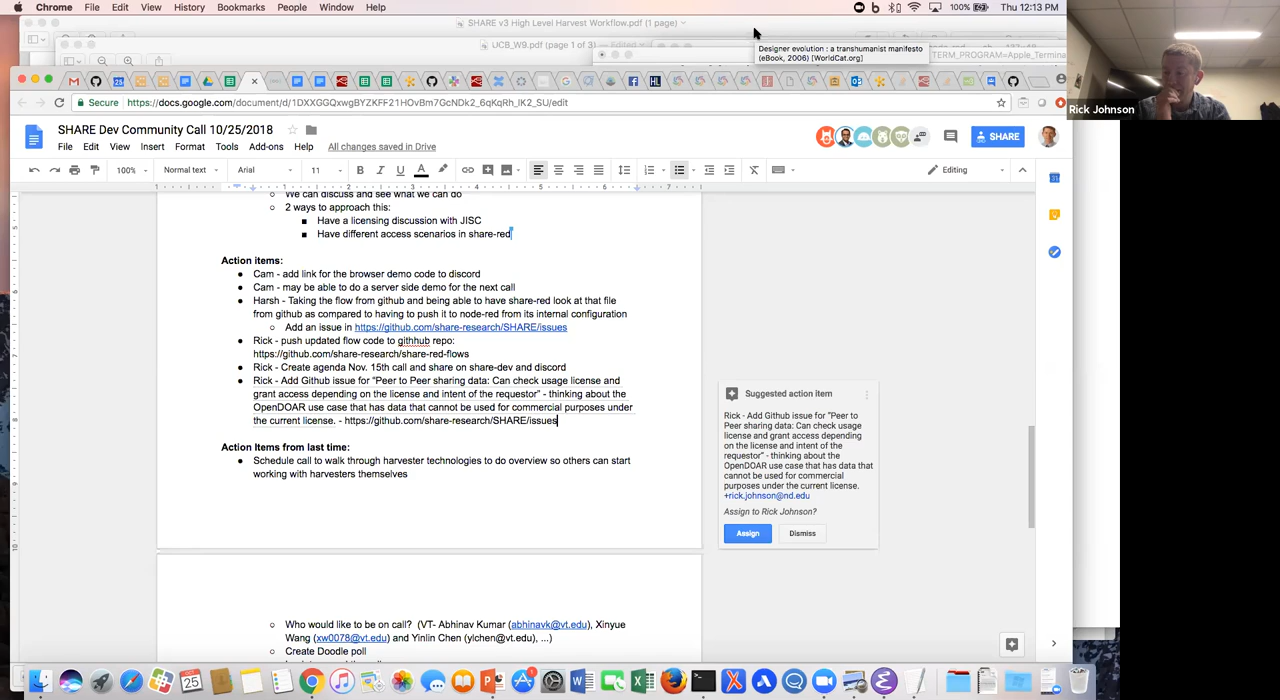 Chrome File Edit View History Bookmarks People Window Help 100% Thu 12:13 PM
SHARE v3 High Level Harvest Workflow.pdf (1 page)
UCB_W9.pdf (page 1 of 3)
Edited
TERM_PROGRAM=Apple_Terminal
Designer evolution : a transhumanist manifesto
(eBook, 2006) [WorldCat.org]
Rick Johnson
Secure https://docs.google.com/document/d/1DXGGQxwgBYZKFF21HOvBm7GcNDk2_6qKqRh_lK2_SU/edit
SHARE Dev Community Call 10/25/2018
SHARE
File Edit View Insert Format Tools Add-ons Help All changes saved in Drive
100% Normal text Arial 11 B I U A Editing
We can discuss and see what we can do
2 ways to approach this:
Have a licensing discussion with JISC
Have different access scenarios in share-red
Action items:
Cam - add link for the browser demo code to discord
Cam - may be able to do a server side demo for the next call
Harsh - Taking the flow from github and being able to have share-red look at that file
from github as compared to having to push it to node-red from its internal configuration
Add an issue in https://github.com/share-research/SHARE/issues
Rick - push updated flow code to githhub repo:
https://github.com/share-research/share-red-flows
Rick - Create agenda Nov. 15th call and share on share-dev and discord
Rick - Add Github issue for "Peer to Peer sharing data: Can check usage license and
grant access depending on the license and intent of the requestor" - thinking about the
OpenDOAR use case that has data that cannot be used for commercial purposes under
the current license. - https://github.com/share-research/SHARE/issues
Action Items from last time:
Schedule call to walk through harvester technologies to do overview so others can start
working with harvesters themselves
Suggested action item
Rick - Add Github issue for "Peer to
Peer sharing data: Can check usage
license and grant access depending
on the license and intent of the
requestor" - thinking about the
OpenDOAR use case that has data that
cannot be used for commercial
purposes under the current license.
+rick.johnson@nd.edu
Assign to Rick Johnson?
Assign Dismiss
Who would like to be on call? (VT- Abhinav Kumar (abhinavk@vt.edu), Xinyue
Wang (xw0078@vt.edu) and Yinlin Chen (ylchen@vt.edu), ...)
Create Doodle poll